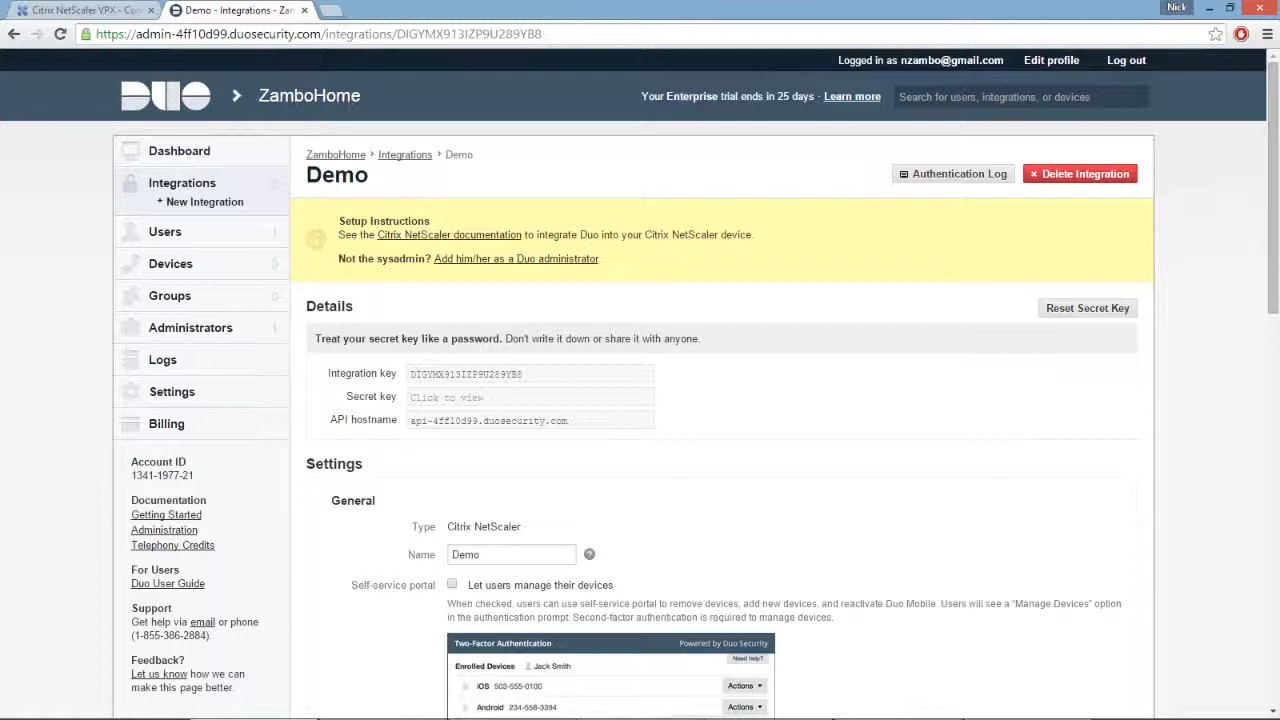 Citrix NetScaler VPX - Con
Demo - Integrations - Zan
Nick
https://admin-4ff10d99.duosecurity.com/integrations/DIGYMX913IZP9U289YB8
Logged in as nzambo@gmail.com Edit profile Log out
DUO ZamboHome
Your Enterprise trial ends in 25 days · Learn more
Search for users, integrations, or devices
Dashboard
Integrations
+ New Integration
Users 1
Devices 0
Groups 0
Administrators 1
Logs
Settings
Billing
Account ID
1341-1977-21
Documentation
Getting Started
Administration
Telephony Credits
For Users
Duo User Guide
Support
Get help via email or phone
(1-855-386-2884).
Feedback?
Let us know how we can
make this page better.
ZamboHome > Integrations > Demo
Demo
Authentication Log
Delete Integration
Setup Instructions
See the Citrix NetScaler documentation to integrate Duo into your Citrix NetScaler device.
Not the sysadmin? Add him/her as a Duo administrator
Details
Reset Secret Key
Treat your secret key like a password. Don't write it down or share it with anyone.
Integration key DIGYMX913IZP9U289YB8
Secret key Click to view
API hostname api-4ff10d99.duosecurity.com
Settings
General
Type Citrix NetScaler
Name Demo
Self-service portal Let users manage their devices
When checked, users can use self-service portal to remove devices, add new devices, and reactivate Duo Mobile. Users will see a "Manage Devices" option
in the authentication prompt. Second-factor authentication is required to manage devices.
Two-Factor Authentication Powered by Duo Security
Need help?
Enrolled Devices Jack Smith
iOS 503-555-0100 Actions
Android 234-558-3394 Actions